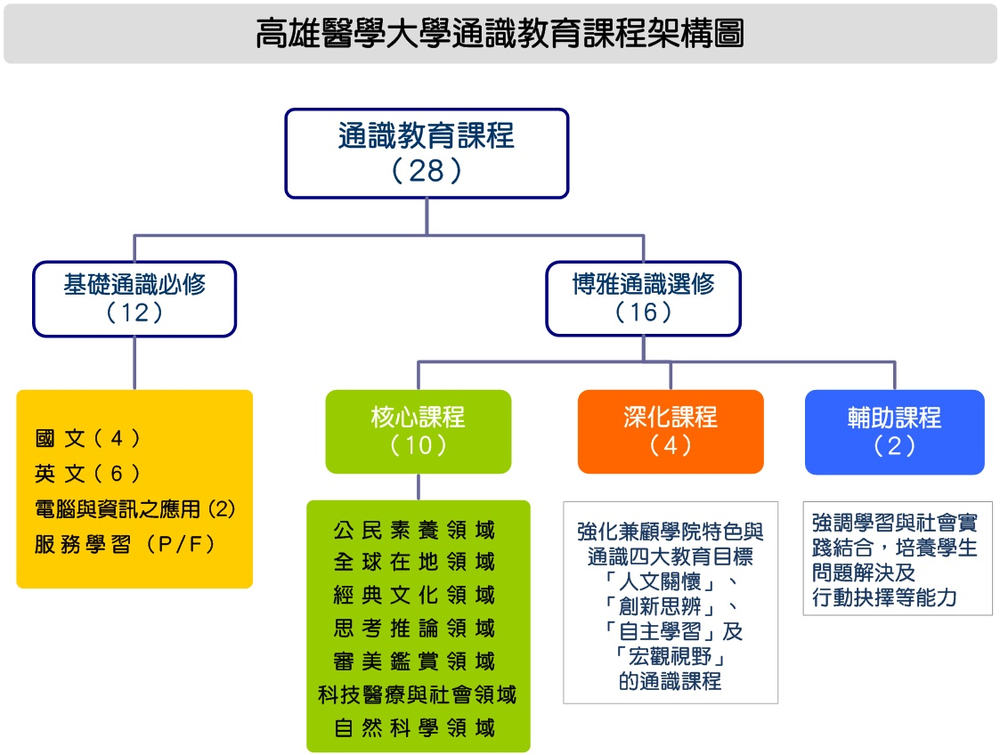 高雄醫學大學通識教育課程架構圖
通識教育課程
（28）
基礎通識必修
（12）
博雅通識選修
（16）
國 文（ 4 ）
英 文（ 6 ）
電腦與資訊之應用 (2)
服 務 學 習 （P / F）
核心課程
（10）
公 民 素 養 領 域
全 球 在 地 領 域
經 典 文 化 領 域
思 考 推 論 領 域
審 美 鑑 賞 領 域
科技醫療與社會領域
自 然 科 學 領 域
深化課程
（4）
強化兼顧學院特色與
通識四大教育目標
「人文關懷」、
「創新思辨」、
「自主學習」及
「宏觀視野」
的通識課程
輔助課程
（2）
強調學習與社會實
踐結合，培養學生
問題解決及
行動抉擇等能力